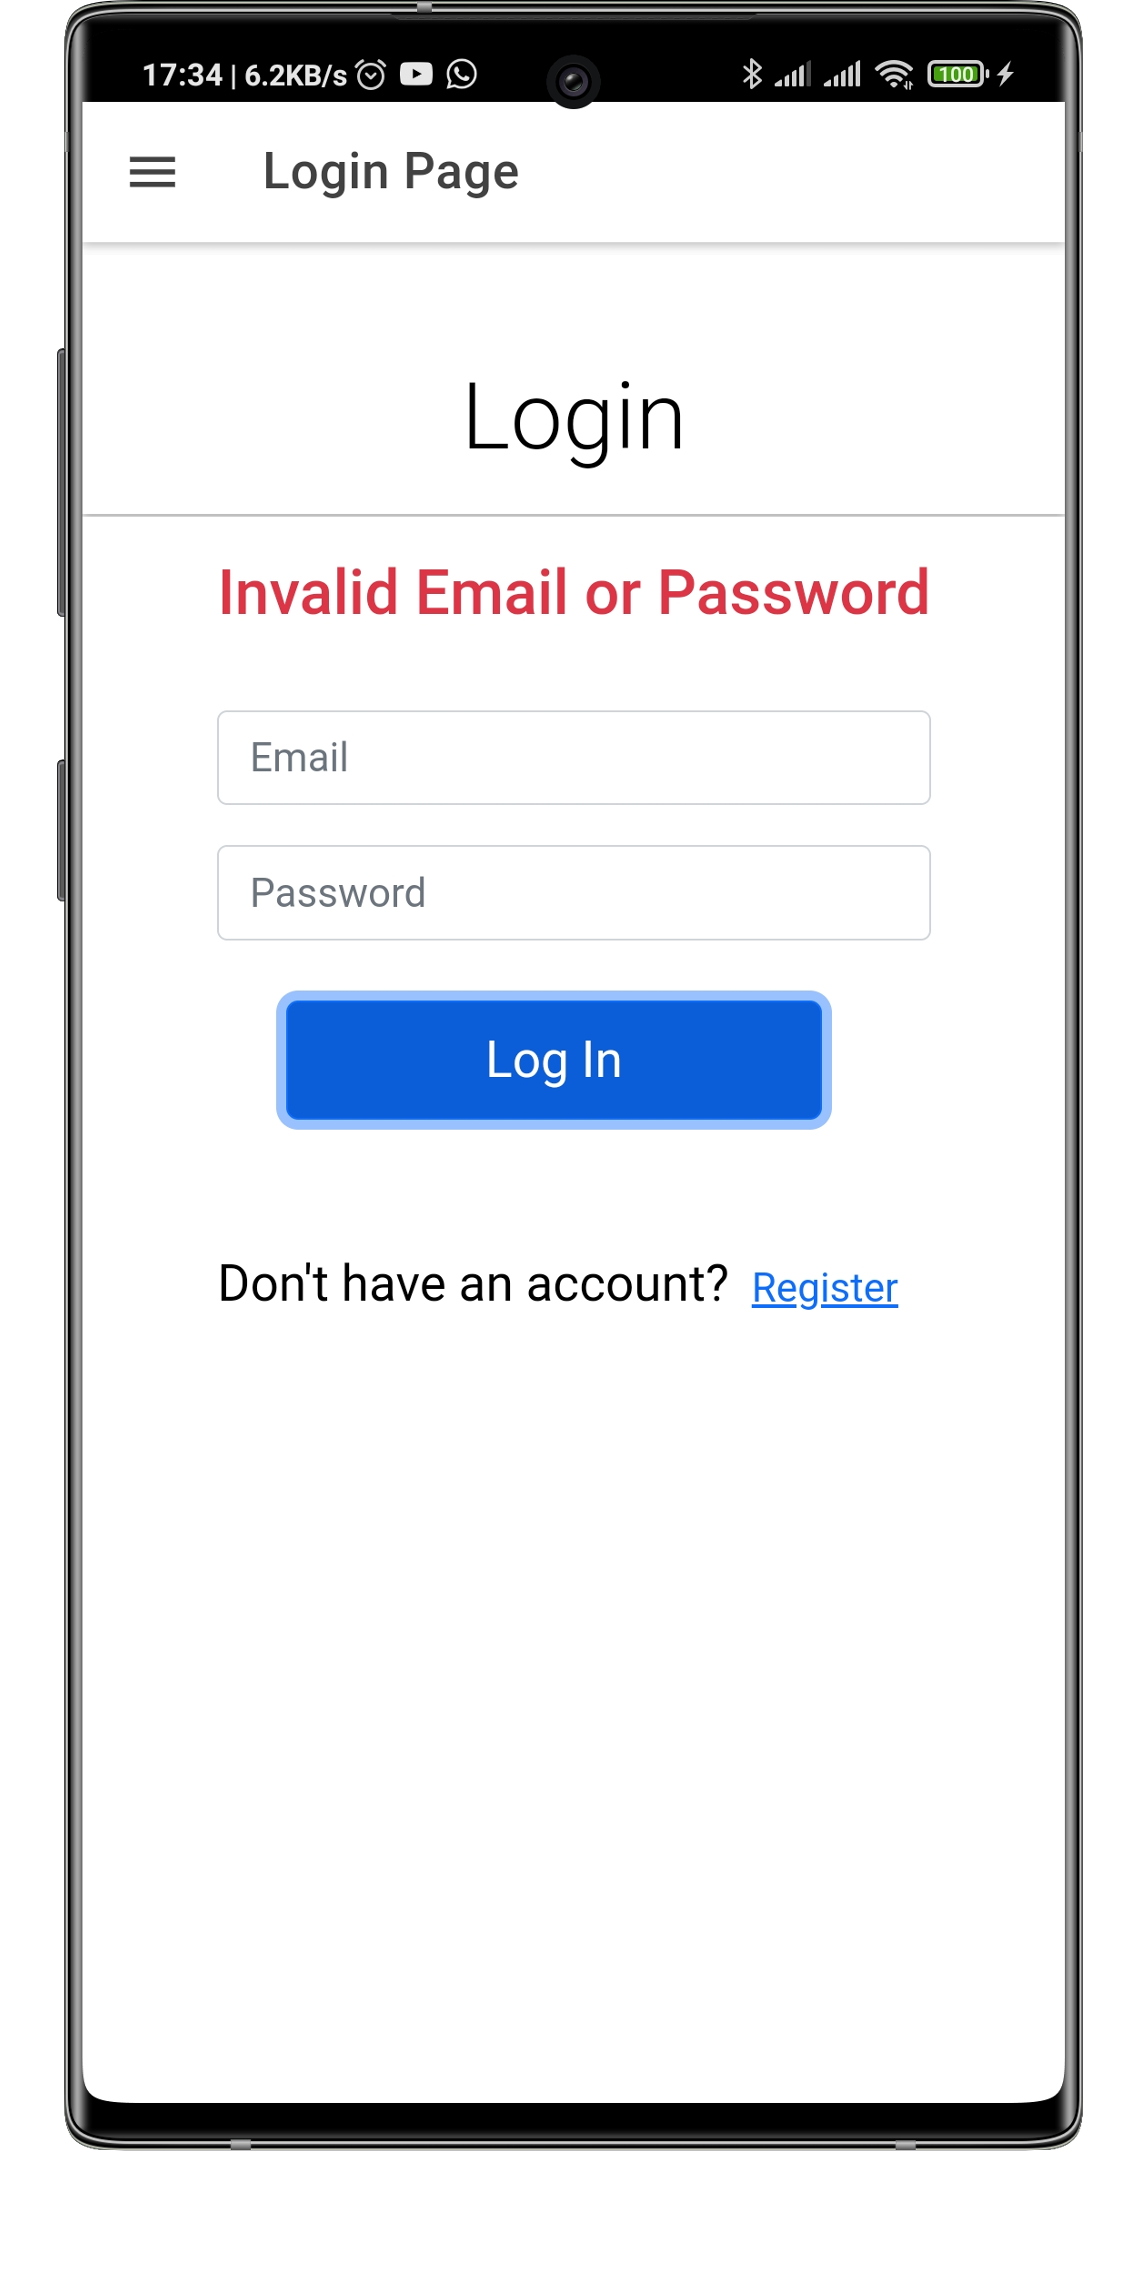 17:34 | 6.2KB/s 100
Login Page
Login
Invalid Email or Password
Email
Password
Log In
Don't have an account? Register